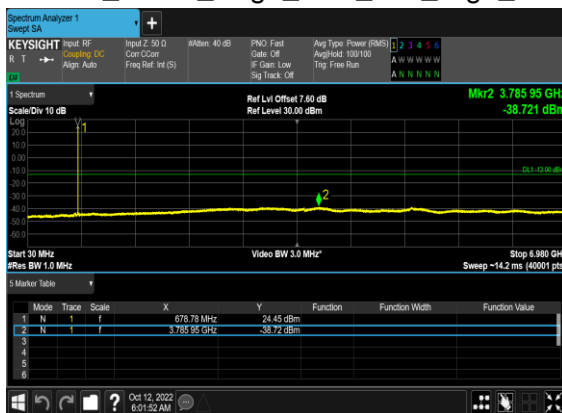 Spectrum Analyzer 1
Swept SA
KEYSIGHT
R T
LXI
Input: RF
Coupling: DC
Align: Auto
Input Z: 50 Ω
Corr CCorr
Freq Ref: Int (S)
#Atten: 40 dB
PNO: Fast
Gate: Off
IF Gain: Low
Sig Track: Off
Avg Type: Power (RMS)
Avg|Hold: 100/100
Trig: Free Run
1 2 3 4 5 6
A W W W W W
A N N N N N
1 Spectrum
Scale/Div 10 dB
Ref Lvl Offset 7.60 dB
Ref Level 30.00 dBm
Mkr2 3.785 95 GHz
-38.721 dBm
Log
20.0
10.0
0.00
-10.0
-20.0
-30.0
-40.0
-50.0
-60.0
1
2
DL1 -13.00 dBm
Start 30 MHz
#Res BW 1.0 MHz
Video BW 3.0 MHz*
Stop 6.980 GHz
Sweep ~14.2 ms (40001 pts)
5 Marker Table
Mode Trace Scale X Y Function Function Width Function Value
1 N 1 f 678.78 MHz 24.45 dBm
2 N 1 f 3.785 95 GHz -38.72 dBm
3
4
5
6
?
Oct 12, 2022
6:01:52 AM